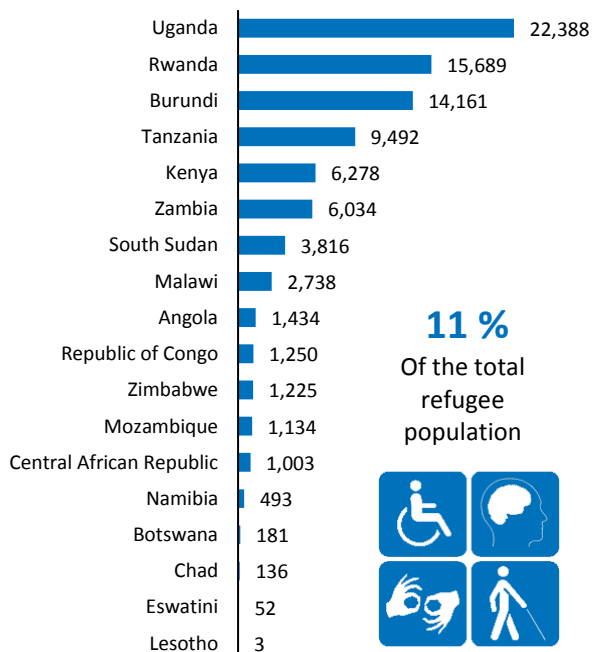 Uganda 22,388
Rwanda 15,689
Burundi 14,161
Tanzania 9,492
Kenya 6,278
Zambia 6,034
South Sudan 3,816
Malawi 2,738
Angola 1,434
Republic of Congo 1,250
Zimbabwe 1,225
Mozambique 1,134
Central African Republic 1,003
Namibia 493
Botswana 181
Chad 136
Eswatini 52
Lesotho 3
11 %
Of the total
refugee
population